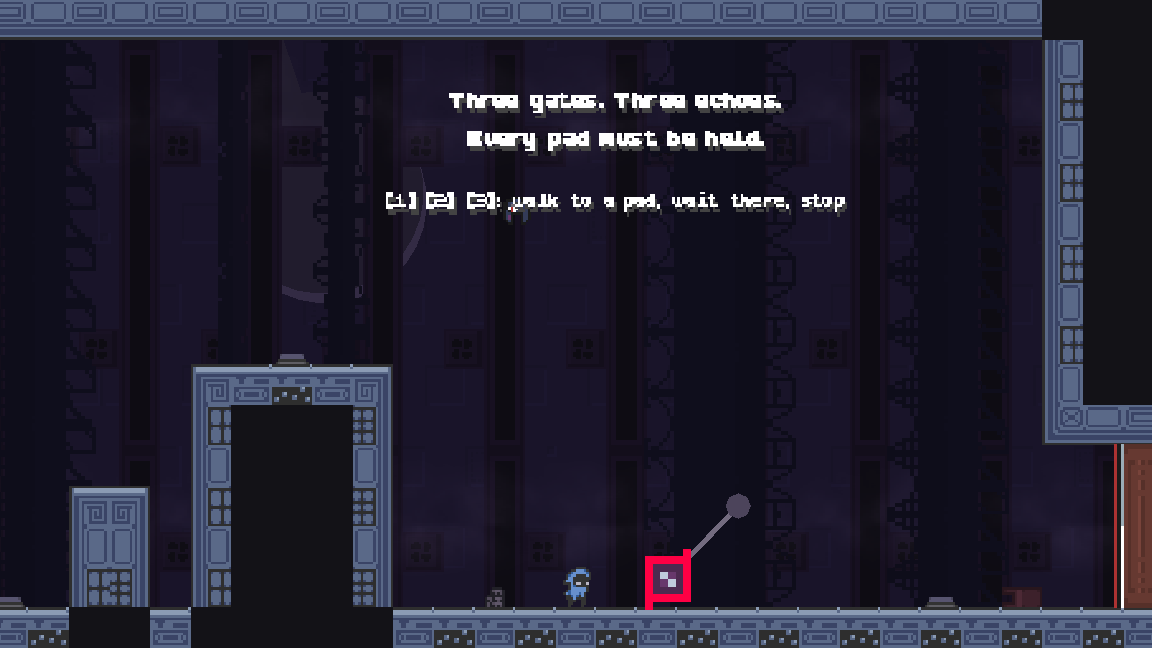 Three gates. Three echoes.
Every pad must be held.
[1] [2] [3]: walk to a pad, wait there, stop